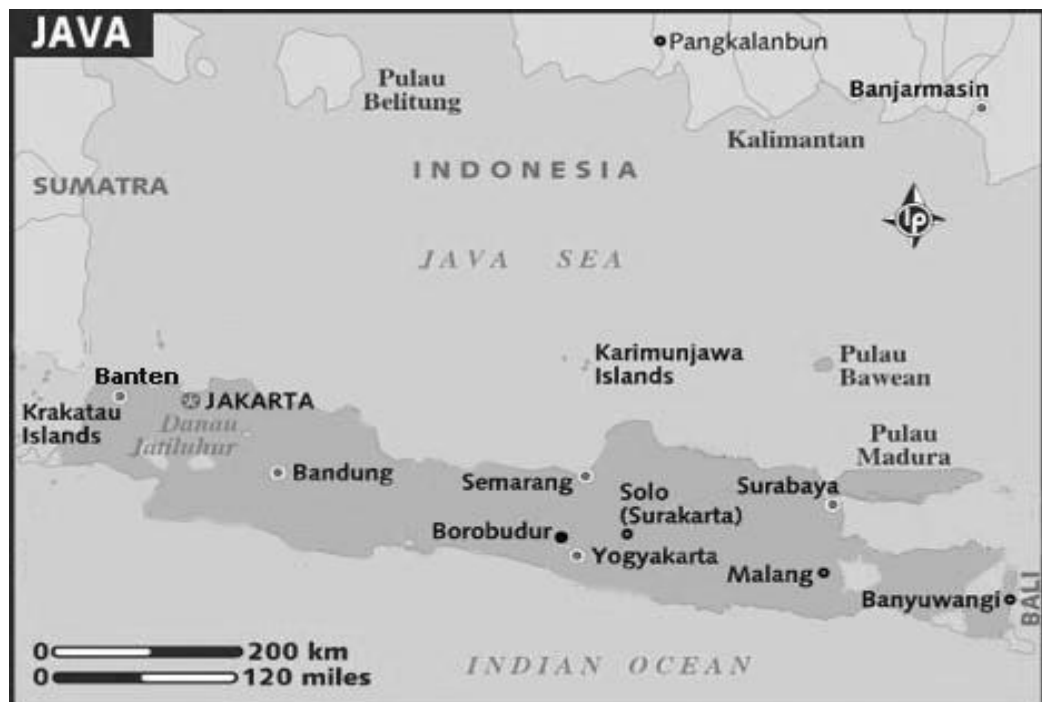 JAVA
Pangkalanbun
Pulau
Belitung
Banjarmasin
Kalimantan
INDONESIA
SUMATRA
lp
JAVA SEA
Karimunjawa
Islands
Pulau
Bawean
Banten
JAKARTA
Krakatau
Islands
Danau
Jatiluhur
Pulau
Madura
Bandung
Semarang
Solo
(Surakarta)
Surabaya
Borobudur
Yogyakarta
Malang
Banyuwangi
BALI
0 200 km
0 120 miles
INDIAN OCEAN